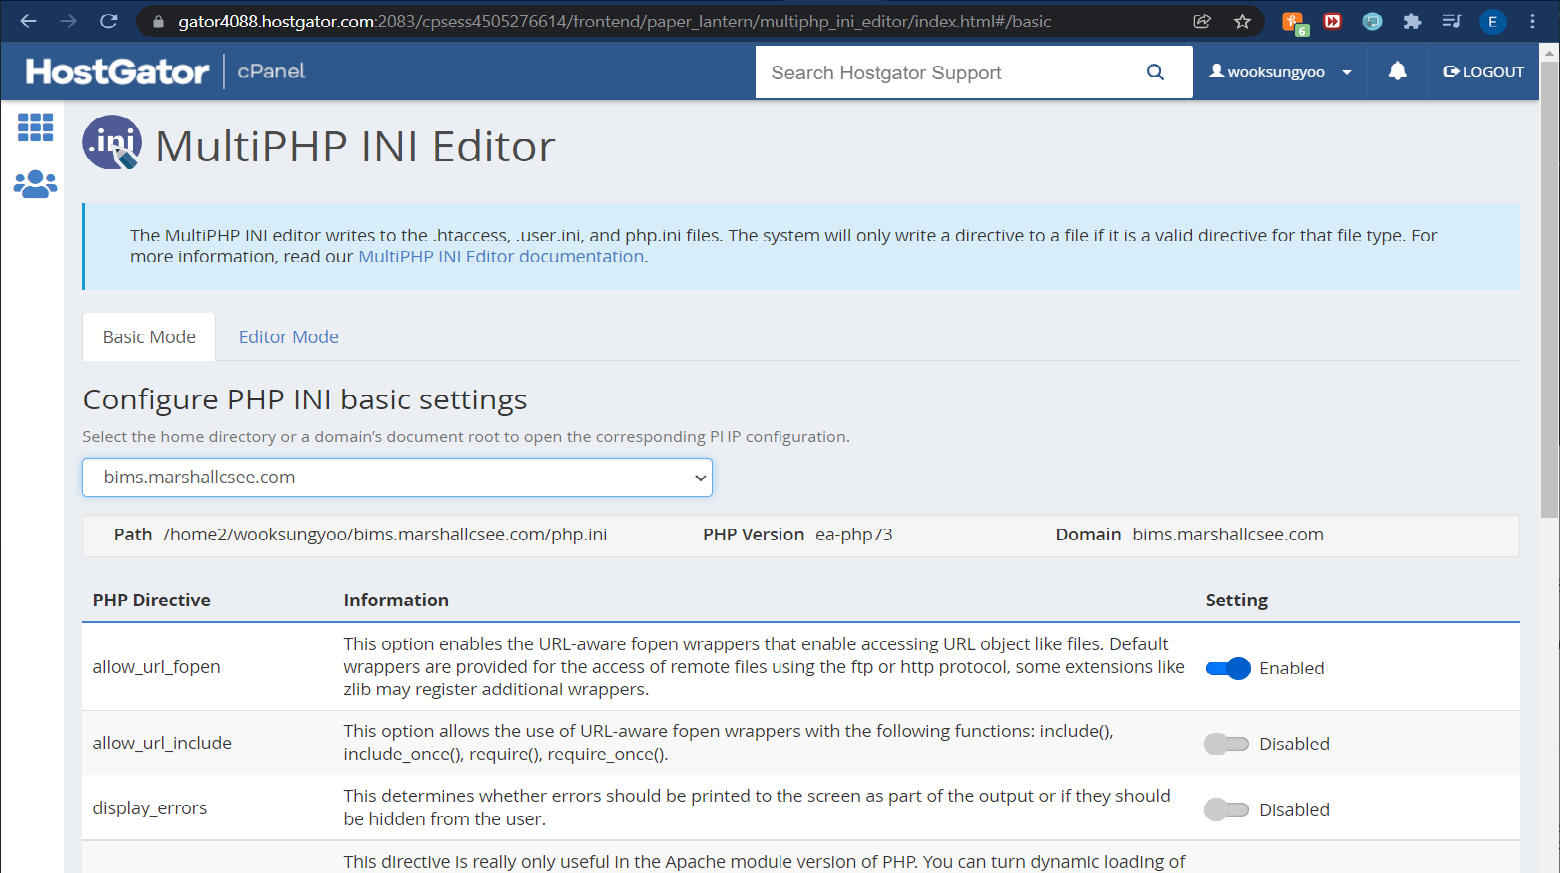 gator4088.hostgator.com:2083/cpsess4505276614/frontend/paper_lantern/multiphp_ini_editor/index.html#/basic
6
E
HostGator cPanel
Search Hostgator Support
wooksungyoo
LOGOUT
.ini MultiPHP INI Editor
The MultiPHP INI editor writes to the .htaccess, .user.ini, and php.ini files. The system will only write a directive to a file if it is a valid directive for that file type. For
more information, read our MultiPHP INI Editor documentation.
Basic Mode Editor Mode
Configure PHP INI basic settings
Select the home directory or a domain's document root to open the corresponding PHP configuration.
bims.marshallcsee.com
Path /home2/wooksungyoo/bims.marshallcsee.com/php.ini PHP Version ea-php73 Domain bims.marshallcsee.com
PHP Directive Information Setting
This option enables the URL-aware fopen wrappers that enable accessing URL object like files. Default
allow_url_fopen wrappers are provided for the access of remote files using the ftp or http protocol, some extensions like Enabled
zlib may register additional wrappers.
This option allows the use of URL-aware fopen wrappers with the following functions: include(),
allow_url_include include_once(), require(), require_once(). Disabled
This determines whether errors should be printed to the screen as part of the output or if they should
display_errors be hidden from the user. Disabled
This directive is really only useful in the Apache module version of PHP. You can turn dynamic loading of